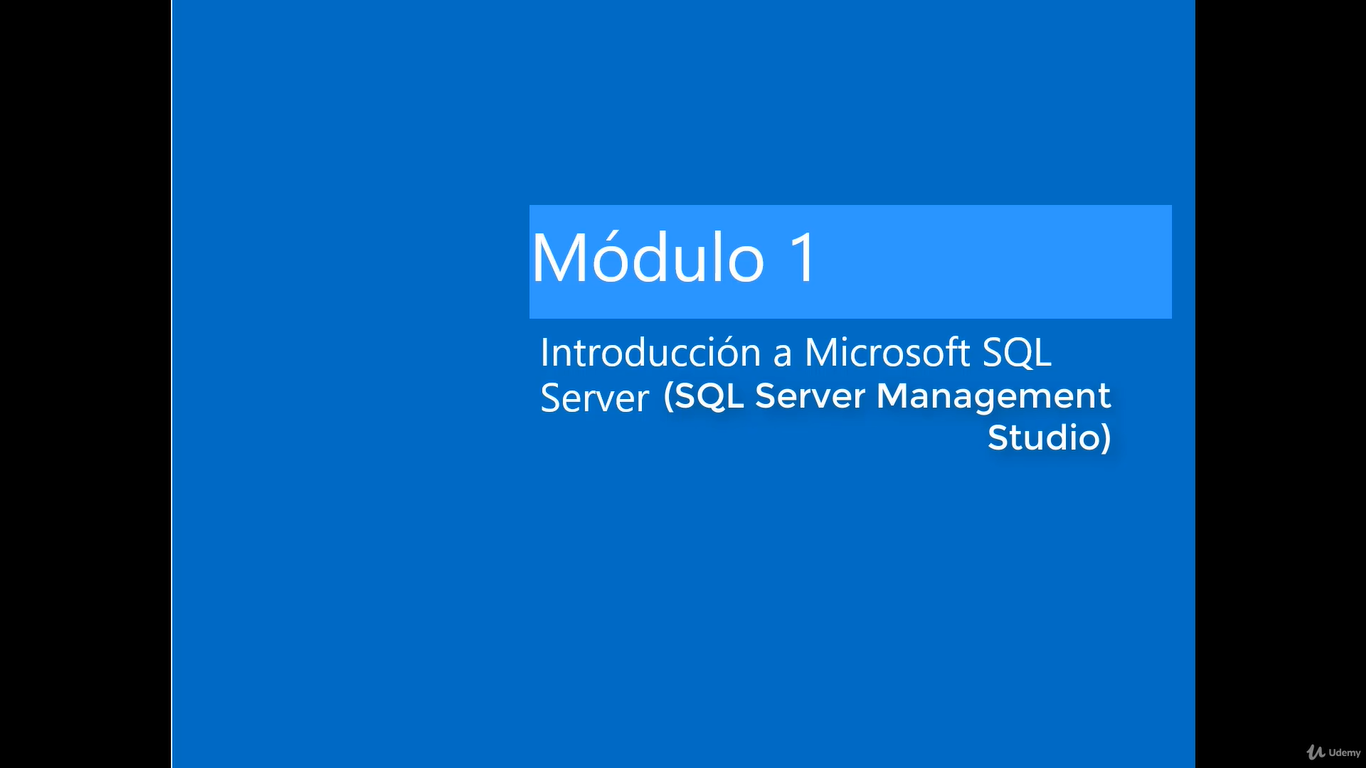 Módulo 1
Introducción a Microsoft SQL
Server (SQL Server Management
Studio)
Udemy